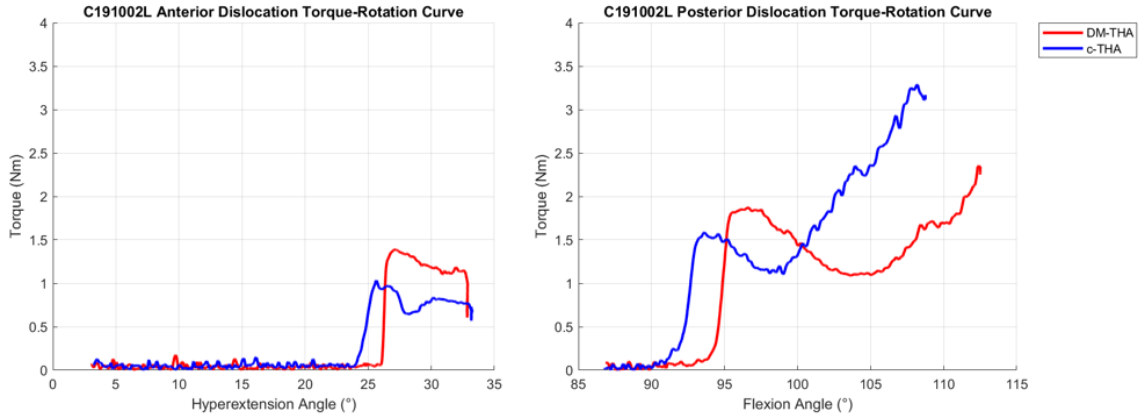 C191002L Anterior Dislocation Torque-Rotation Curve
4
3.5
3
2.5
2
1.5
1
0.5
0
Torque (Nm)
0 5 10 15 20 25 30 35
Hyperextension Angle (°)
C191002L Posterior Dislocation Torque-Rotation Curve
4
3.5
3
2.5
2
1.5
1
0.5
0
Torque (Nm)
85 90 95 100 105 110 115
Flexion Angle (°)
DM-THA
c-THA